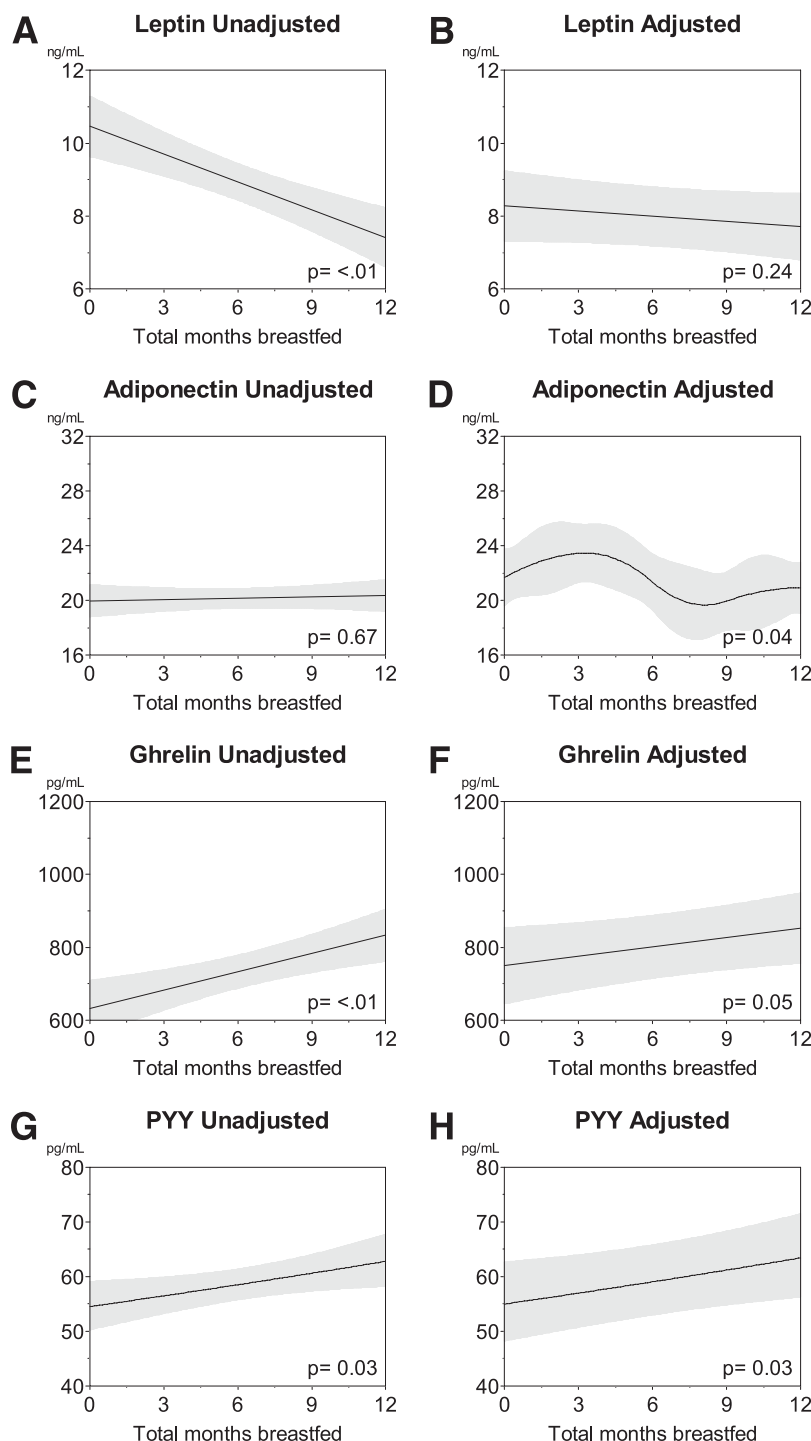 A Leptin Unadjusted
ng/mL
12
10
8
6
p= <.01
0 3 6 9 12
Total months breastfed
B Leptin Adjusted
ng/mL
12
10
8
6
p= 0.24
0 3 6 9 12
Total months breastfed
C Adiponectin Unadjusted
ng/mL
32
28
24
20
16
p= 0.67
0 3 6 9 12
Total months breastfed
D Adiponectin Adjusted
ng/mL
32
28
24
20
16
p= 0.04
0 3 6 9 12
Total months breastfed
E Ghrelin Unadjusted
pg/mL
1200
1000
800
600
p= <.01
0 3 6 9 12
Total months breastfed
F Ghrelin Adjusted
pg/mL
1200
1000
800
600
p= 0.05
0 3 6 9 12
Total months breastfed
G PYY Unadjusted
pg/mL
80
70
60
50
40
p= 0.03
0 3 6 9 12
Total months breastfed
H PYY Adjusted
pg/mL
80
70
60
50
40
p= 0.03
0 3 6 9 12
Total months breastfed